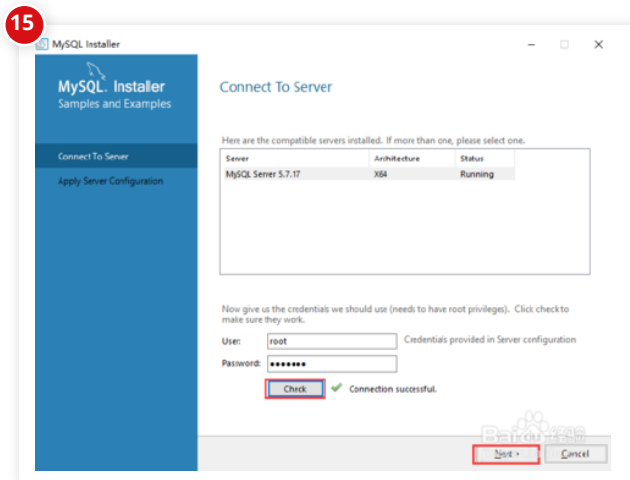 15
MySQL Installer
MySQL. Installer
Samples and Examples
Connect To Server
Apply Server Configuration
Connect To Server
Here are the compatible servers installed. If more than one, please select one.
Server Architecture Status
MySQL Server 5.7.17 X64 Running
Now give us the credentials we should use (needs to have root privileges). Click check to
make sure they work.
User: root Credentials provided in Server configuration
Password: •••••••
Check Connection successful.
Baidu 经验
Next > Cancel